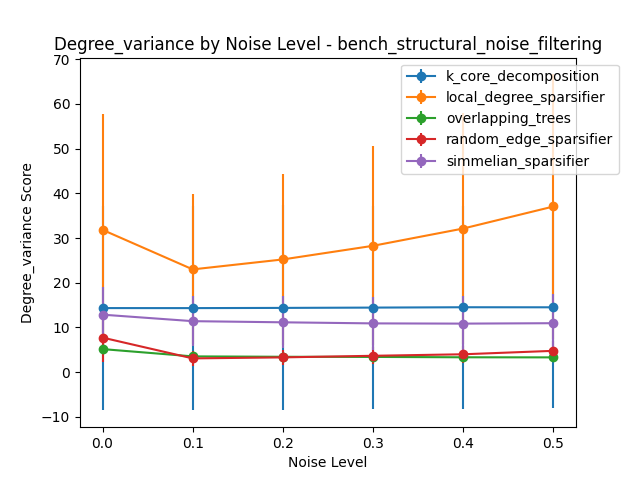 Degree_variance by Noise Level - bench_structural_noise_filtering
70
60
50
40
30
20
10
0
−10
Degree_variance Score
0.0 0.1 0.2 0.3 0.4 0.5
Noise Level
k_core_decomposition
local_degree_sparsifier
overlapping_trees
random_edge_sparsifier
simmelian_sparsifier